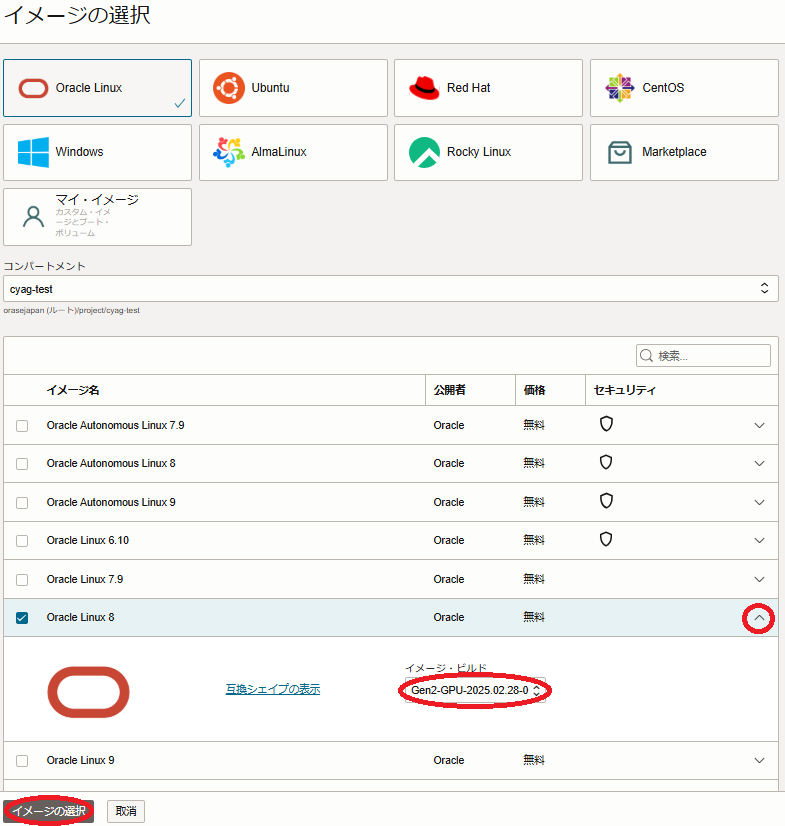 イメージの選択
Oracle Linux
Ubuntu
Red Hat
CentOS
Windows
AlmaLinux
Rocky Linux
Marketplace
マイ・イメージ
カスタム・イメ
ージとブート・
ボリューム
コンパートメント
cyag-test
orasejapan (ルート)/project/cyag-test
検索...
イメージ名 公開者 価格 セキュリティ
Oracle Autonomous Linux 7.9 Oracle 無料
Oracle Autonomous Linux 8 Oracle 無料
Oracle Autonomous Linux 9 Oracle 無料
Oracle Linux 6.10 Oracle 無料
Oracle Linux 7.9 Oracle 無料
Oracle Linux 8 Oracle 無料
イメージ・ビルド
互換シェイプの表示 Gen2-GPU-2025.02.28-0
Oracle Linux 9 Oracle 無料
イメージの選択 取消